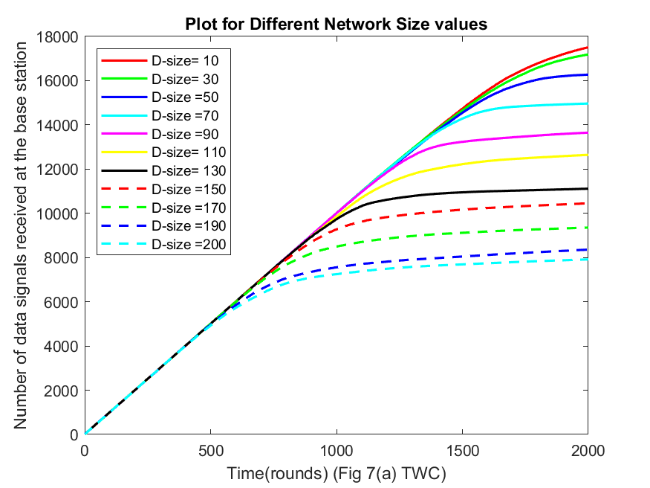 Plot for Different Network Size values
Number of data signals received at the base station
18000
16000
14000
12000
10000
8000
6000
4000
2000
0
D-size= 10
D-size= 30
D-size =50
D-size =70
D-size =90
D-size= 110
D-size= 130
D-size =150
D-size =170
D-size =190
D-size =200
0 500 1000 1500 2000
Time(rounds) (Fig 7(a) TWC)